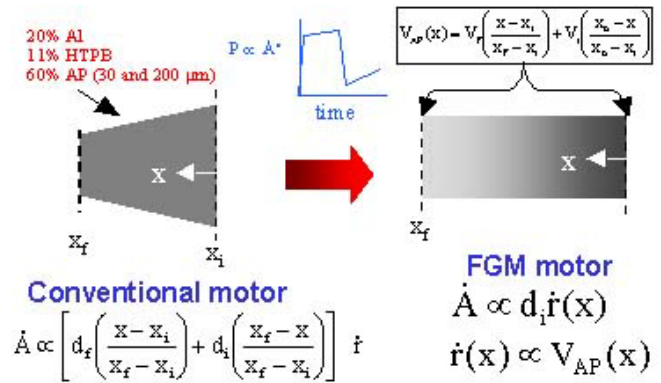 20% Al
11% HTPB
60% AP (30 and 200 μm)
P ∝ Aⁿ
time
V_AP(x) = V_f((x − x_i)/(x_f − x_i)) + V_i((x_o − x)/(x_o − x_i))
x
x_f
x_i
x
x_f
Conventional motor
Ȧ ∝ [d_f((x − x_i)/(x_f − x_i)) + d_i((x_f − x)/(x_f − x_i))] ṙ
FGM motor
Ȧ ∝ d_i ṙ(x)
ṙ(x) ∝ V_AP(x)